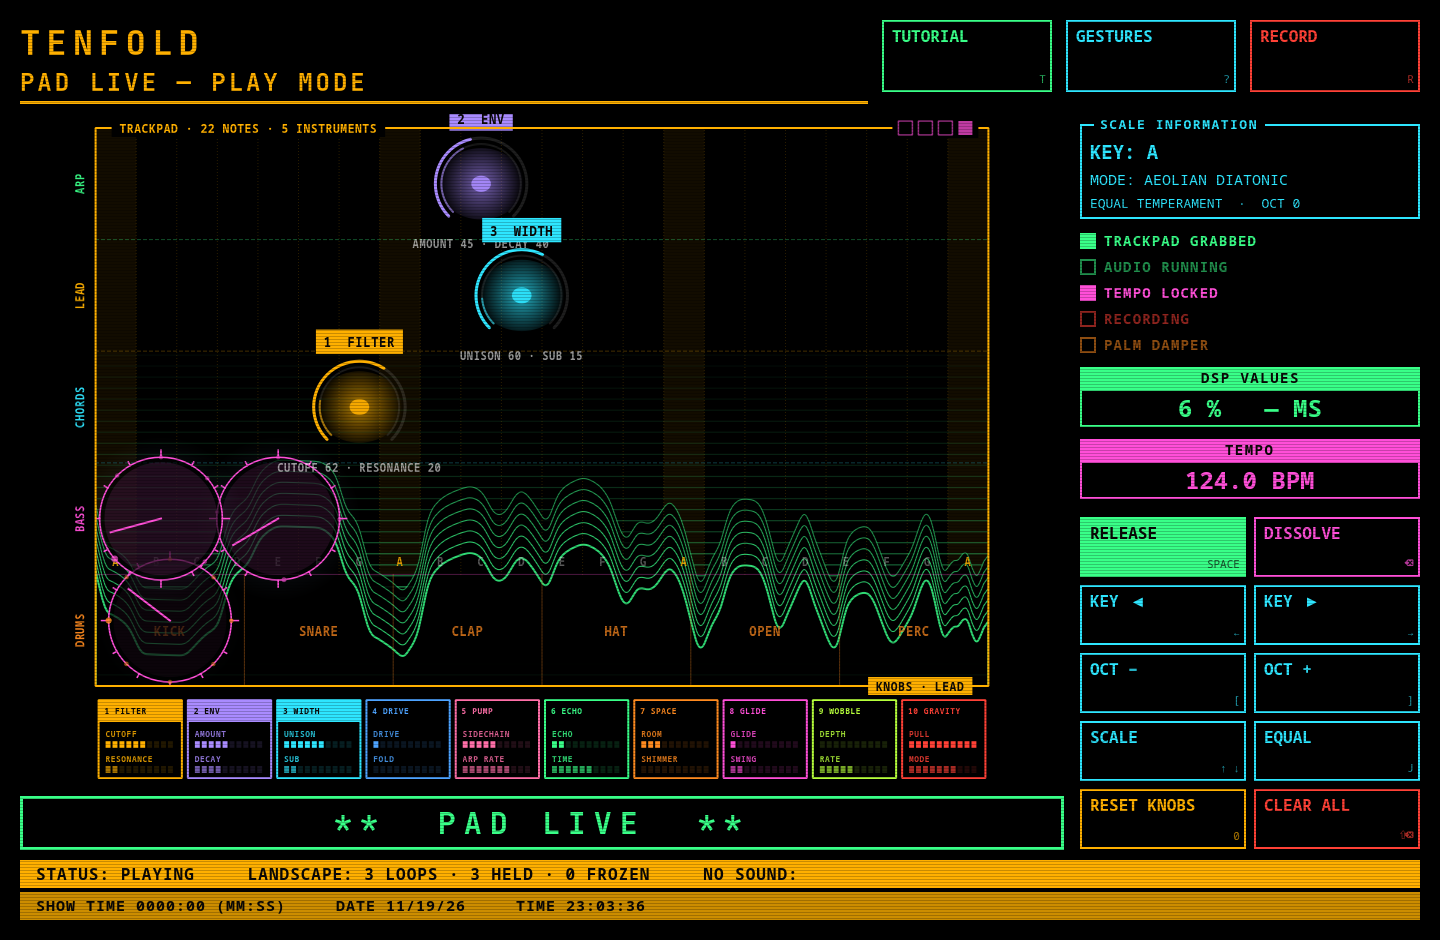 TENFOLD
PAD LIVE — PLAY MODE
TUTORIAL
T
GESTURES
?
RECORD
R
TRACKPAD · 22 NOTES · 5 INSTRUMENTS
ARP
LEAD
CHORDS
BASS
DRUMS
2 ENV
AMOUNT 45 · DECAY 40
3 WIDTH
UNISON 60 · SUB 15
1 FILTER
CUTOFF 62 · RESONANCE 20
A E G A B C D E F G A B C D E F G A
KICK SNARE CLAP HAT OPEN PERC
KNOBS · LEAD
1 FILTER
CUTOFF
RESONANCE
2 ENV
AMOUNT
DECAY
3 WIDTH
UNISON
SUB
4 DRIVE
DRIVE
FOLD
5 PUMP
SIDECHAIN
ARP RATE
6 ECHO
ECHO
TIME
7 SPACE
ROOM
SHIMMER
8 GLIDE
GLIDE
SWING
9 WOBBLE
DEPTH
RATE
10 GRAVITY
PULL
MODE
SCALE INFORMATION
KEY: A
MODE: AEOLIAN DIATONIC
EQUAL TEMPERAMENT · OCT 0
TRACKPAD GRABBED
AUDIO RUNNING
TEMPO LOCKED
RECORDING
PALM DAMPER
DSP VALUES
6 % — MS
TEMPO
124.0 BPM
RELEASE
SPACE
DISSOLVE
⌫
KEY ◀
←
KEY ▶
→
OCT −
[
OCT +
]
SCALE
↑ ↓
EQUAL
J
RESET KNOBS
0
CLEAR ALL
⇧⌫
** PAD LIVE **
STATUS: PLAYING LANDSCAPE: 3 LOOPS · 3 HELD · 0 FROZEN NO SOUND:
SHOW TIME 0000:00 (MM:SS) DATE 11/19/26 TIME 23:03:36